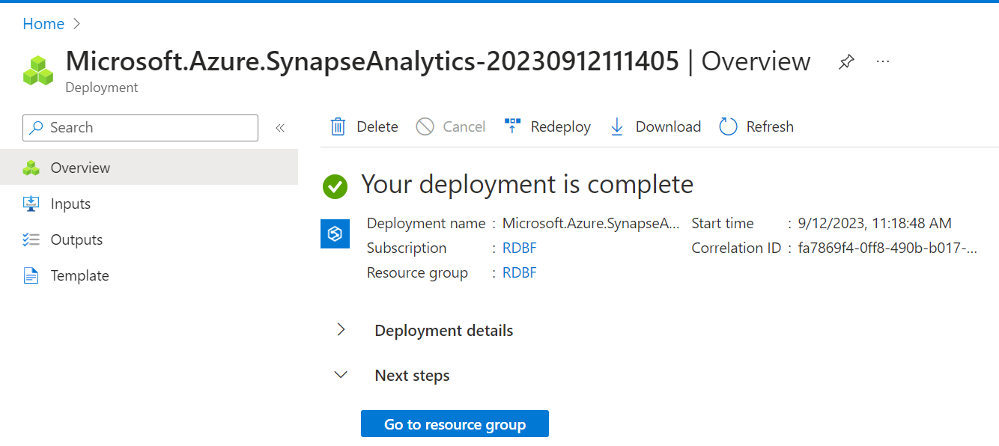 Home
Microsoft.Azure.SynapseAnalytics-20230912111405 | Overview
Deployment
Search
Delete Cancel Redeploy Download Refresh
Overview
Inputs
Outputs
Template
Your deployment is complete
Deployment name : Microsoft.Azure.SynapseA... Start time : 9/12/2023, 11:18:48 AM
Subscription : RDBF Correlation ID : fa7869f4-0ff8-490b-b017-...
Resource group : RDBF
Deployment details
Next steps
Go to resource group